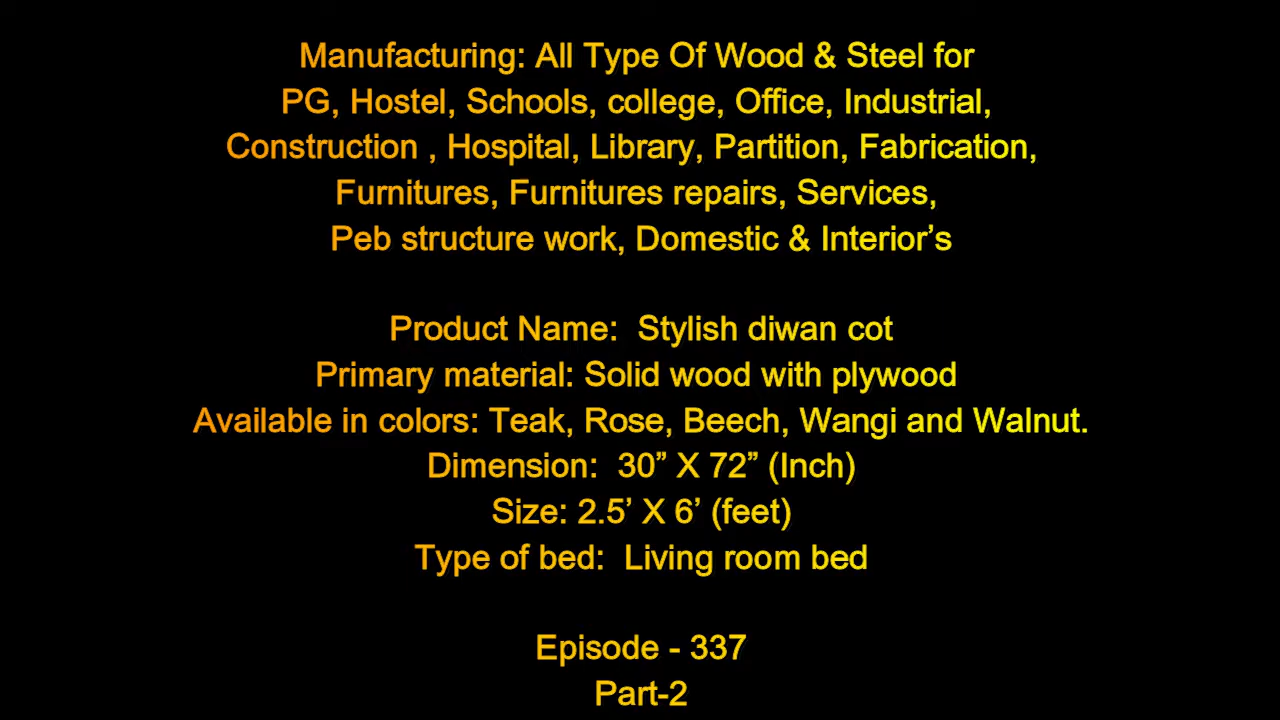 Manufacturing: All Type Of Wood & Steel for
PG, Hostel, Schools, college, Office, Industrial,
Construction , Hospital, Library, Partition, Fabrication,
Furnitures, Furnitures repairs, Services,
Peb structure work, Domestic & Interior’s
Product Name:  Stylish diwan cot
Primary material: Solid wood with plywood
Available in colors: Teak, Rose, Beech, Wangi and Walnut.
Dimension:  30” X 72” (Inch)
Size: 2.5’ X 6’ (feet)
Type of bed:  Living room bed
Episode - 337
Part-2